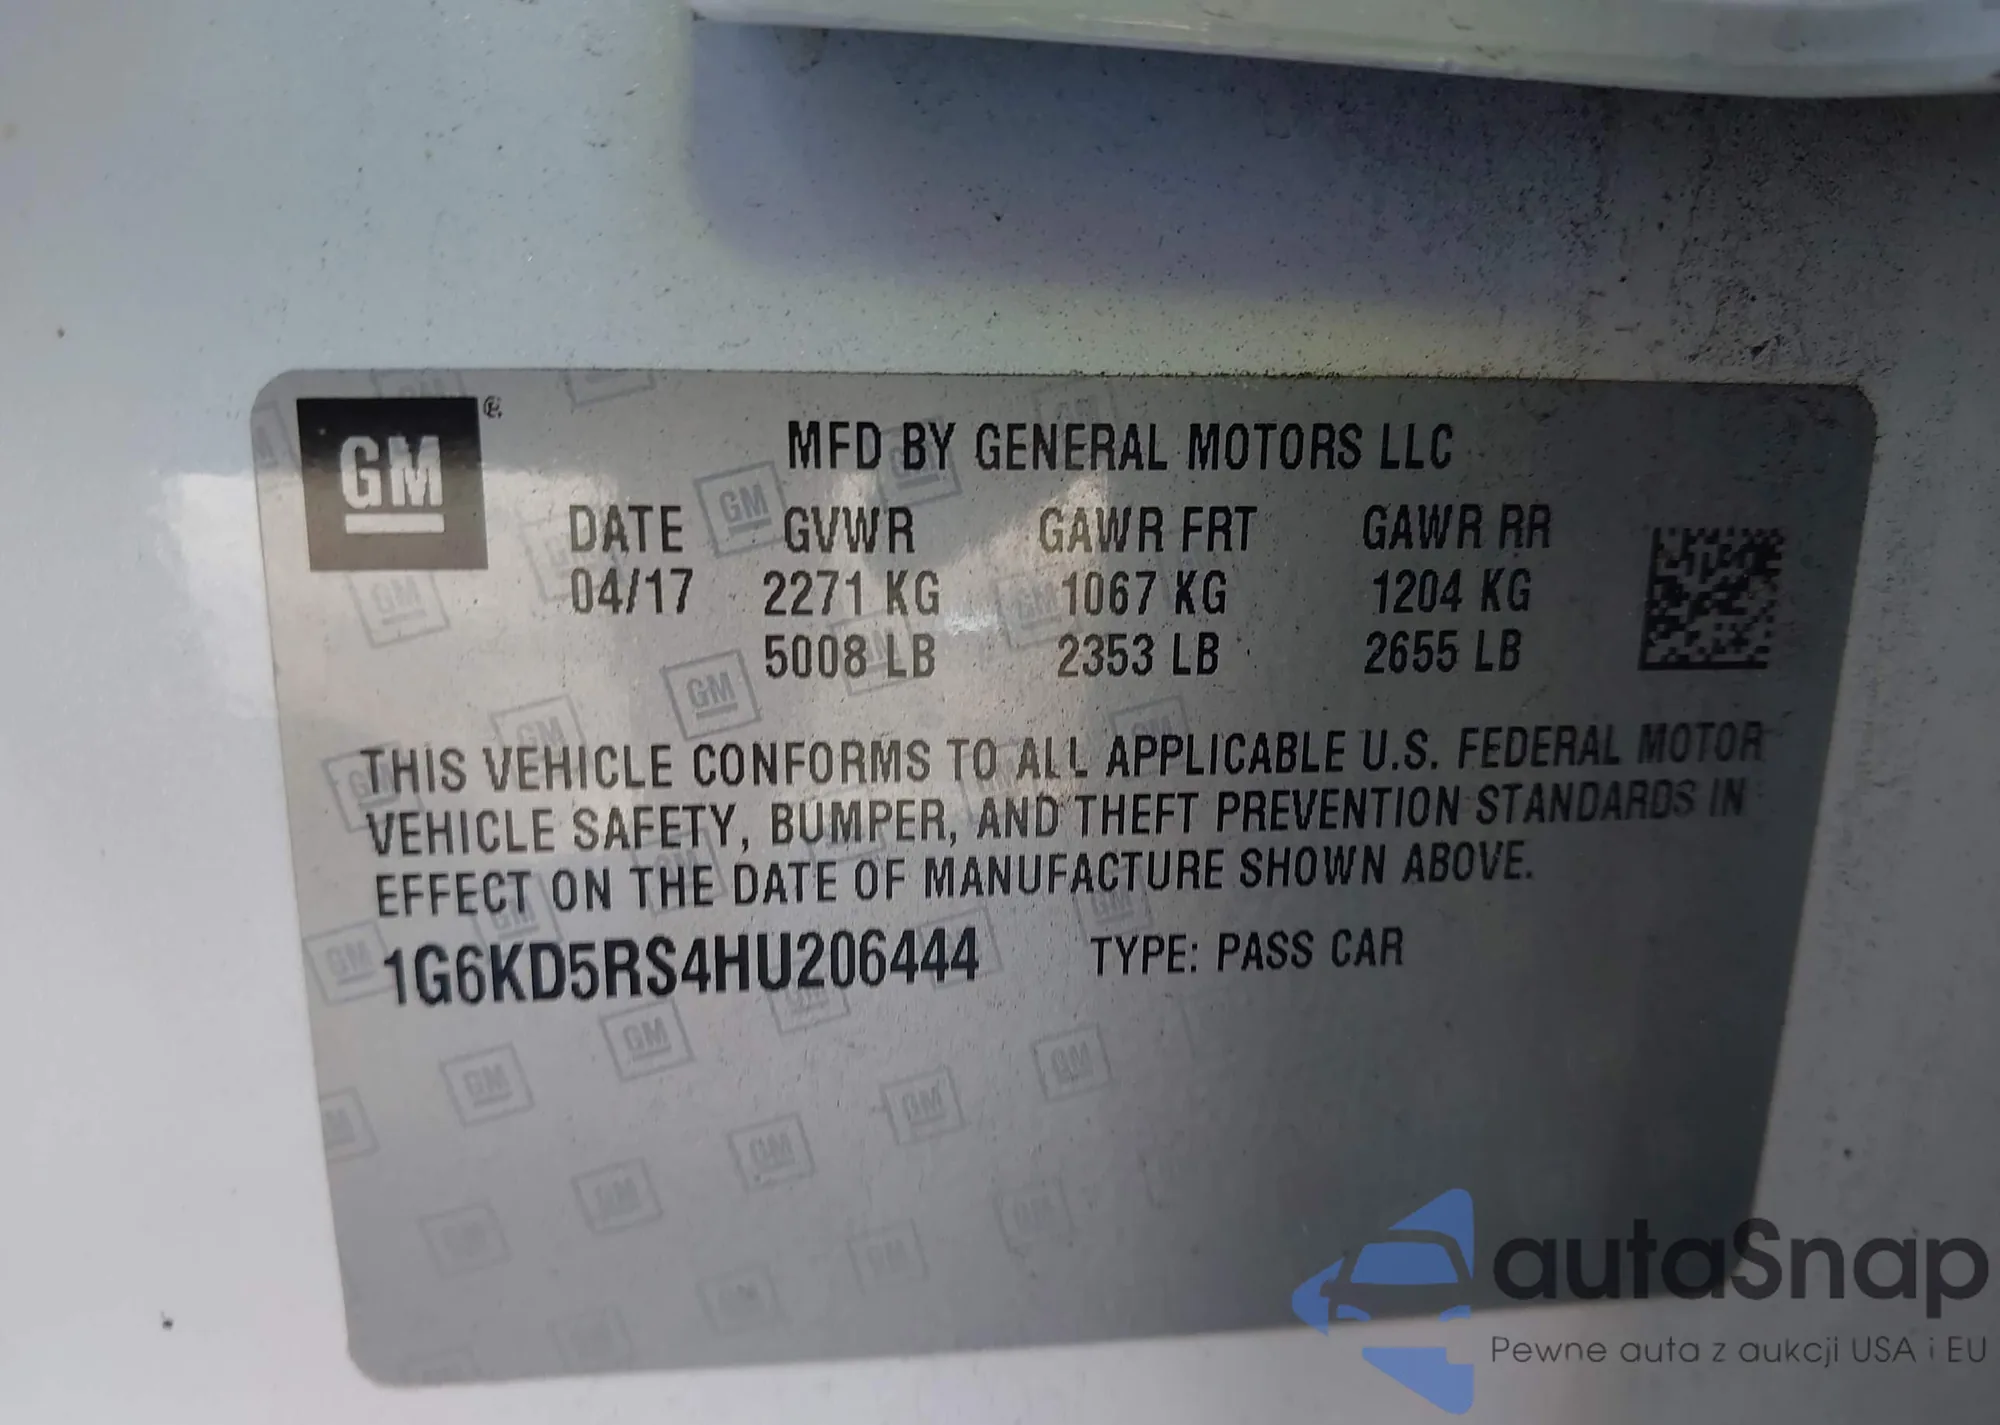 GM ®
MFD BY GENERAL MOTORS LLC
DATE GVWR GAWR FRT GAWR RR
04/17 2271 KG 1067 KG 1204 KG
5008 LB 2353 LB 2655 LB
THIS VEHICLE CONFORMS TO ALL APPLICABLE U.S. FEDERAL MOTOR
VEHICLE SAFETY, BUMPER, AND THEFT PREVENTION STANDARDS IN
EFFECT ON THE DATE OF MANUFACTURE SHOWN ABOVE.
1G6KD5RS4HU206444 TYPE: PASS CAR
autaSnap
Pewne auta z aukcji USA i EU